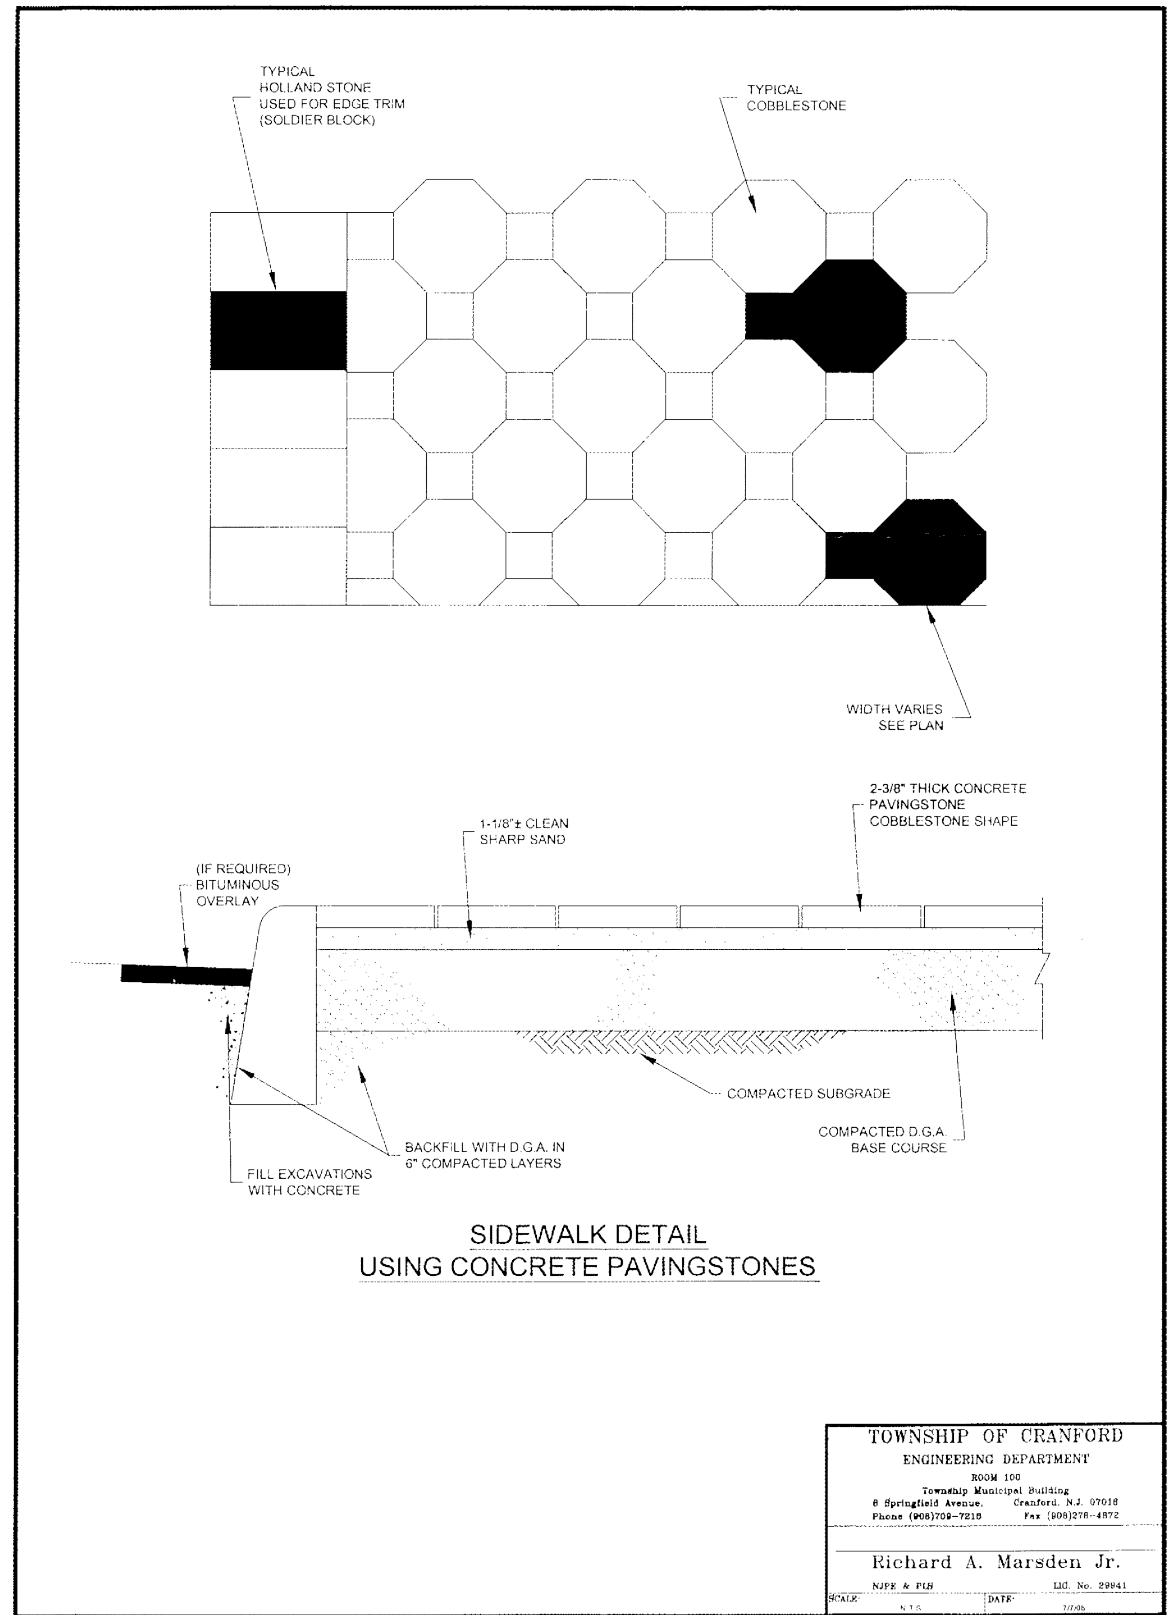 TYPICAL
HOLLAND STONE
USED FOR EDGE TRIM
(SOLDIER BLOCK)
TYPICAL
COBBLESTONE
WIDTH VARIES
SEE PLAN
2-3/8" THICK CONCRETE
PAVINGSTONE
COBBLESTONE SHAPE
1-1/8"± CLEAN
SHARP SAND
(IF REQUIRED)
BITUMINOUS
OVERLAY
COMPACTED SUBGRADE
COMPACTED D.G.A.
BASE COURSE
BACKFILL WITH D.G.A. IN
6" COMPACTED LAYERS
FILL EXCAVATIONS
WITH CONCRETE
SIDEWALK DETAIL
USING CONCRETE PAVINGSTONES
TOWNSHIP OF CRANFORD
ENGINEERING DEPARTMENT
ROOM 100
Township Municipal Building
8 Springfield Avenue, Cranford, N.J. 07016
Phone (908)709-7216 Fax (908)276-4872
Richard A. Marsden Jr.
NJPE & PLS LIC. No. 29941
SCALE: N.T.S. DATE: